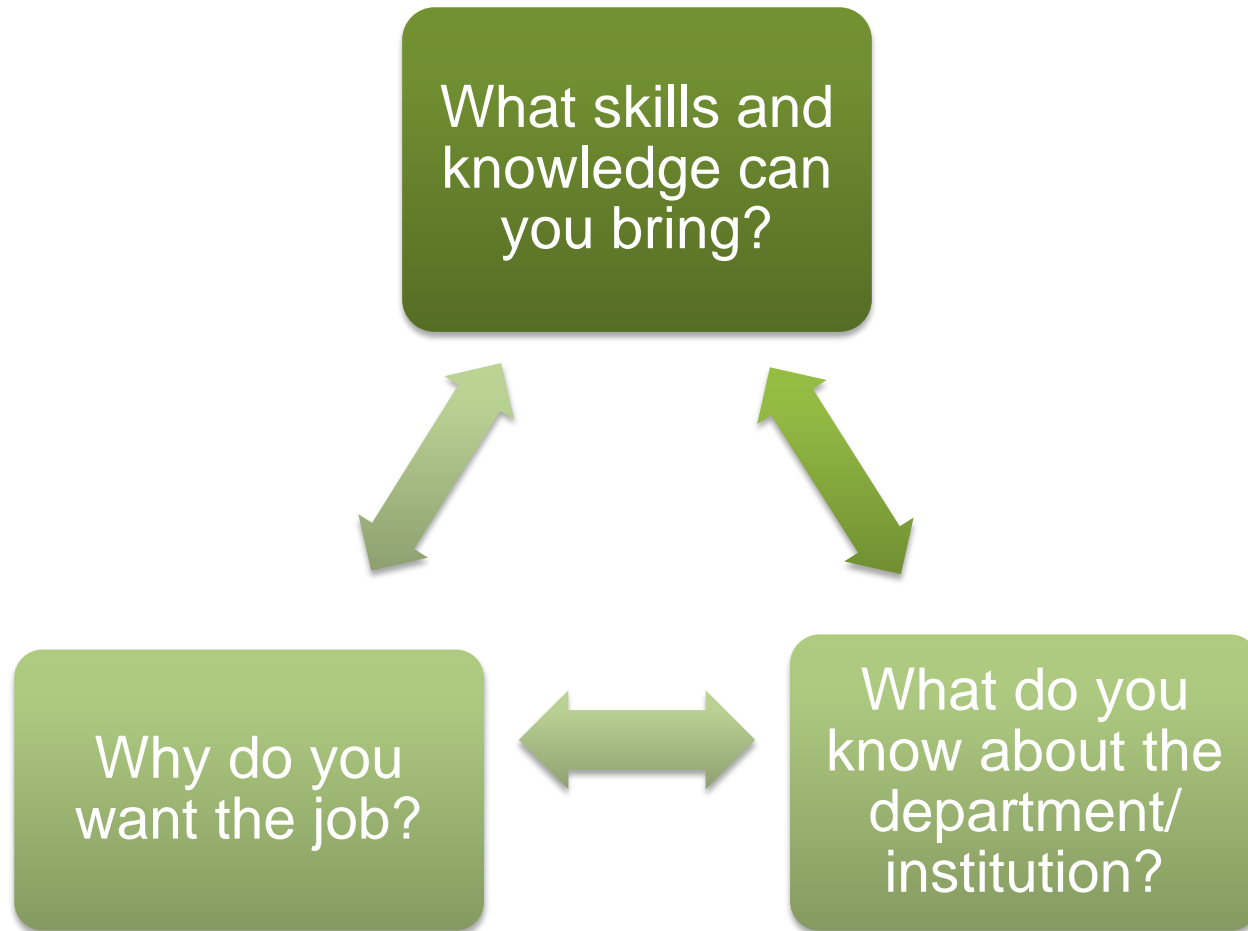 What skills and
knowledge can
you bring?
Why do you
want the job?
What do you
know about the
department/
institution?